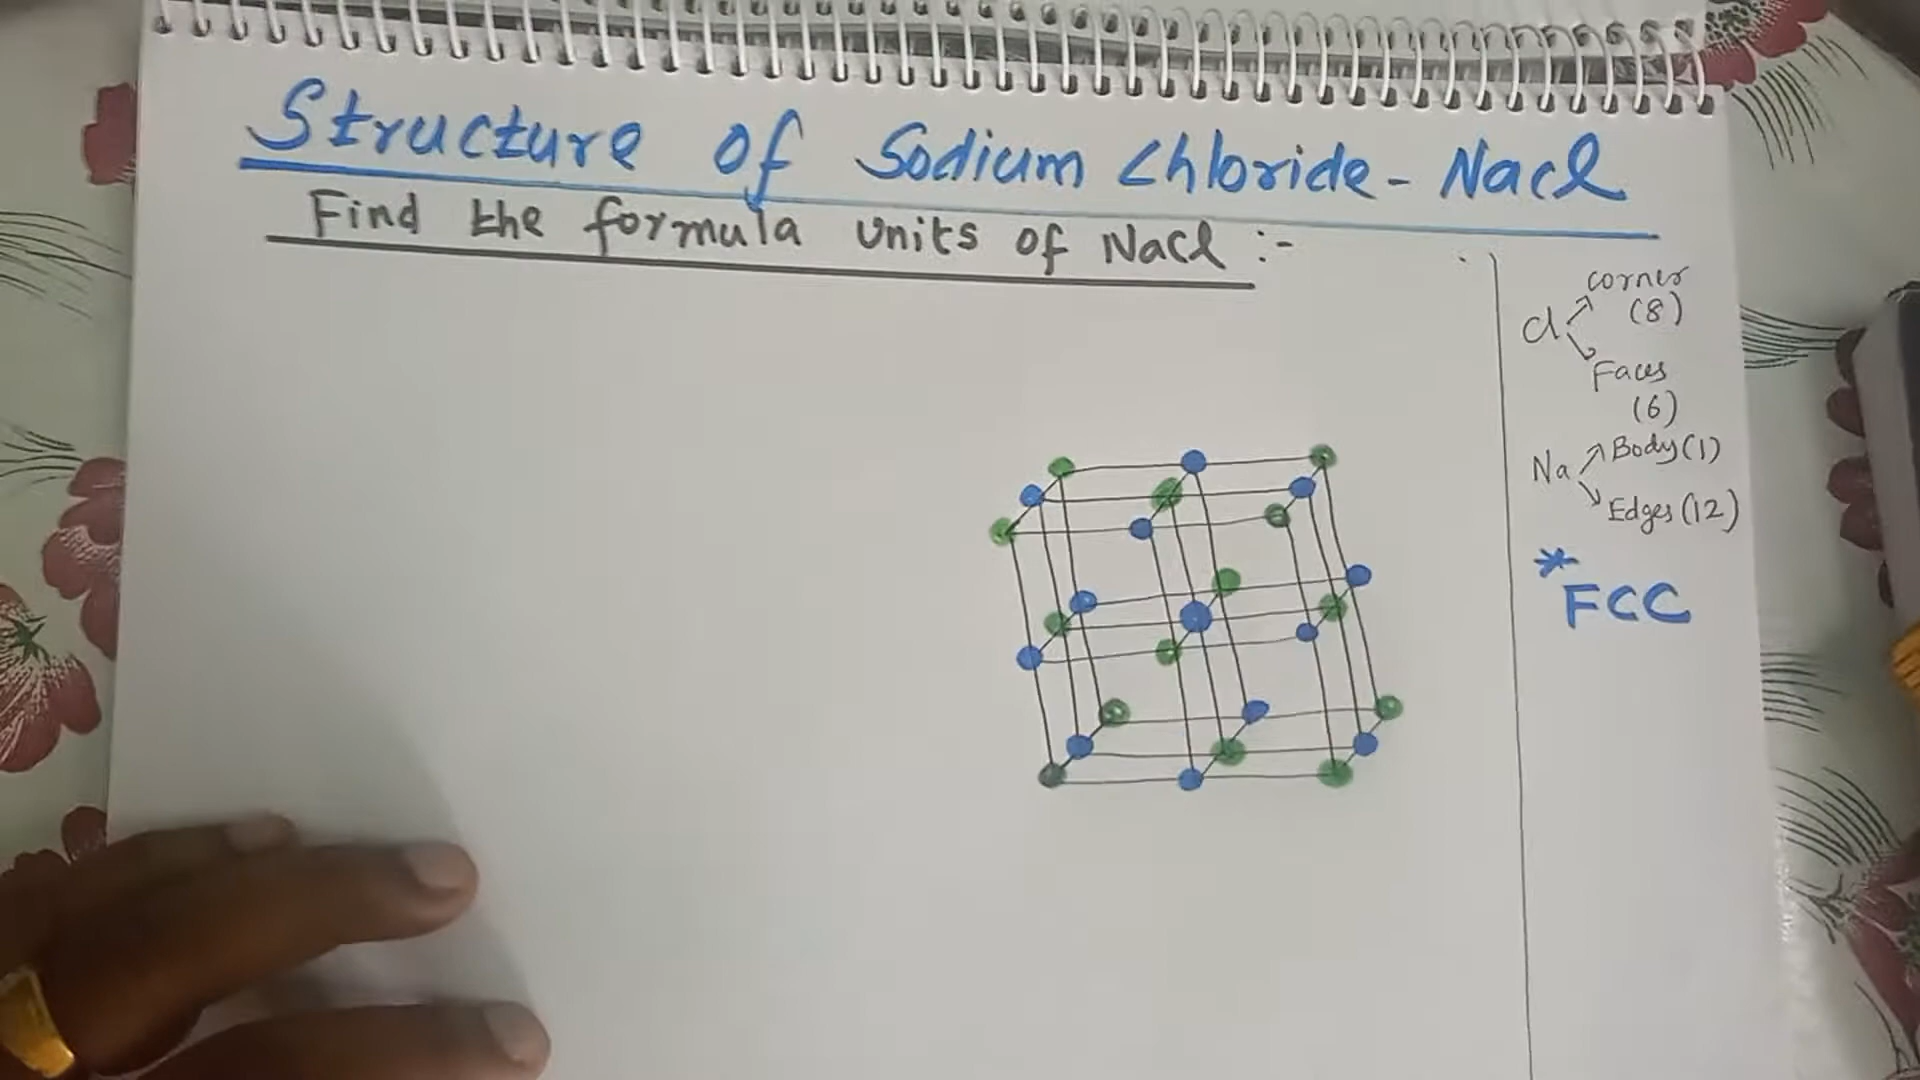 Structure of Sodium Chloride - Nacl
Find the formula units of Nacl :-
corner
Cl (8)
Faces
(6)
Na Body (1)
Edges (12)
*
FCC